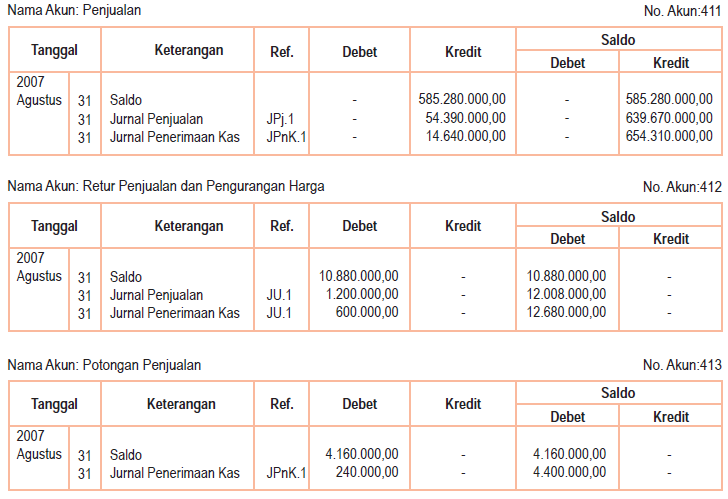 Nama Akun: Penjualan No. Akun:411
Tanggal Keterangan Ref. Debet Kredit Saldo
Debet Kredit
2007
Agustus 31 Saldo - 585.280.000,00 - 585.280.000,00
31 Jurnal Penjualan JPj.1 - 54.390.000,00 - 639.670.000,00
31 Jurnal Penerimaan Kas JPnK.1 - 14.640.000,00 654.310.000,00
Nama Akun: Retur Penjualan dan Pengurangan Harga No. Akun:412
Tanggal Keterangan Ref. Debet Kredit Saldo
Debet Kredit
2007
Agustus 31 Saldo 10.880.000,00 - 10.880.000,00 -
31 Jurnal Penjualan JU.1 1.200.000,00 - 12.008.000,00 -
31 Jurnal Penerimaan Kas JU.1 600.000,00 - 12.680.000,00 -
Nama Akun: Potongan Penjualan No. Akun:413
Tanggal Keterangan Ref. Debet Kredit Saldo
Debet Kredit
2007
Agustus 31 Saldo 4.160.000,00 - 4.160.000,00 -
31 Jurnal Penerimaan Kas JPnK.1 240.000,00 - 4.400.000,00 -